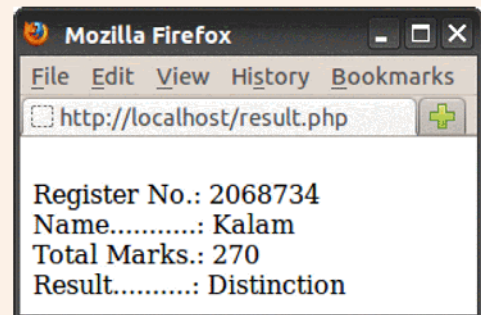 Mozilla Firefox
File Edit View History Bookmarks
http://localhost/result.php
Register No.: 2068734
Name...........: Kalam
Total Marks.: 270
Result..........: Distinction